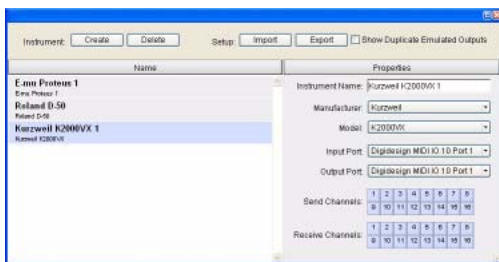 Instrument: Create Delete Setup: Import Export Show Duplicate Emulated Outputs
Name
E-mu Proteus 1
E-mu Proteus 1
Roland D-50
Roland D-50
Kurzweil K2000VX 1
Kurzweil K2000VX
Properties
Instrument Name: Kurzweil K2000VX 1
Manufacturer: Kurzweil
Model: K2000VX
Input Port: Digidesign MIDI IO 10 Port 1
Output Port: Digidesign MIDI IO 10 Port 1
Send Channels: 1 2 3 4 5 6 7 8
9 10 11 12 13 14 15 16
Receive Channels: 1 2 3 4 5 6 7 8
9 10 11 12 13 14 15 16